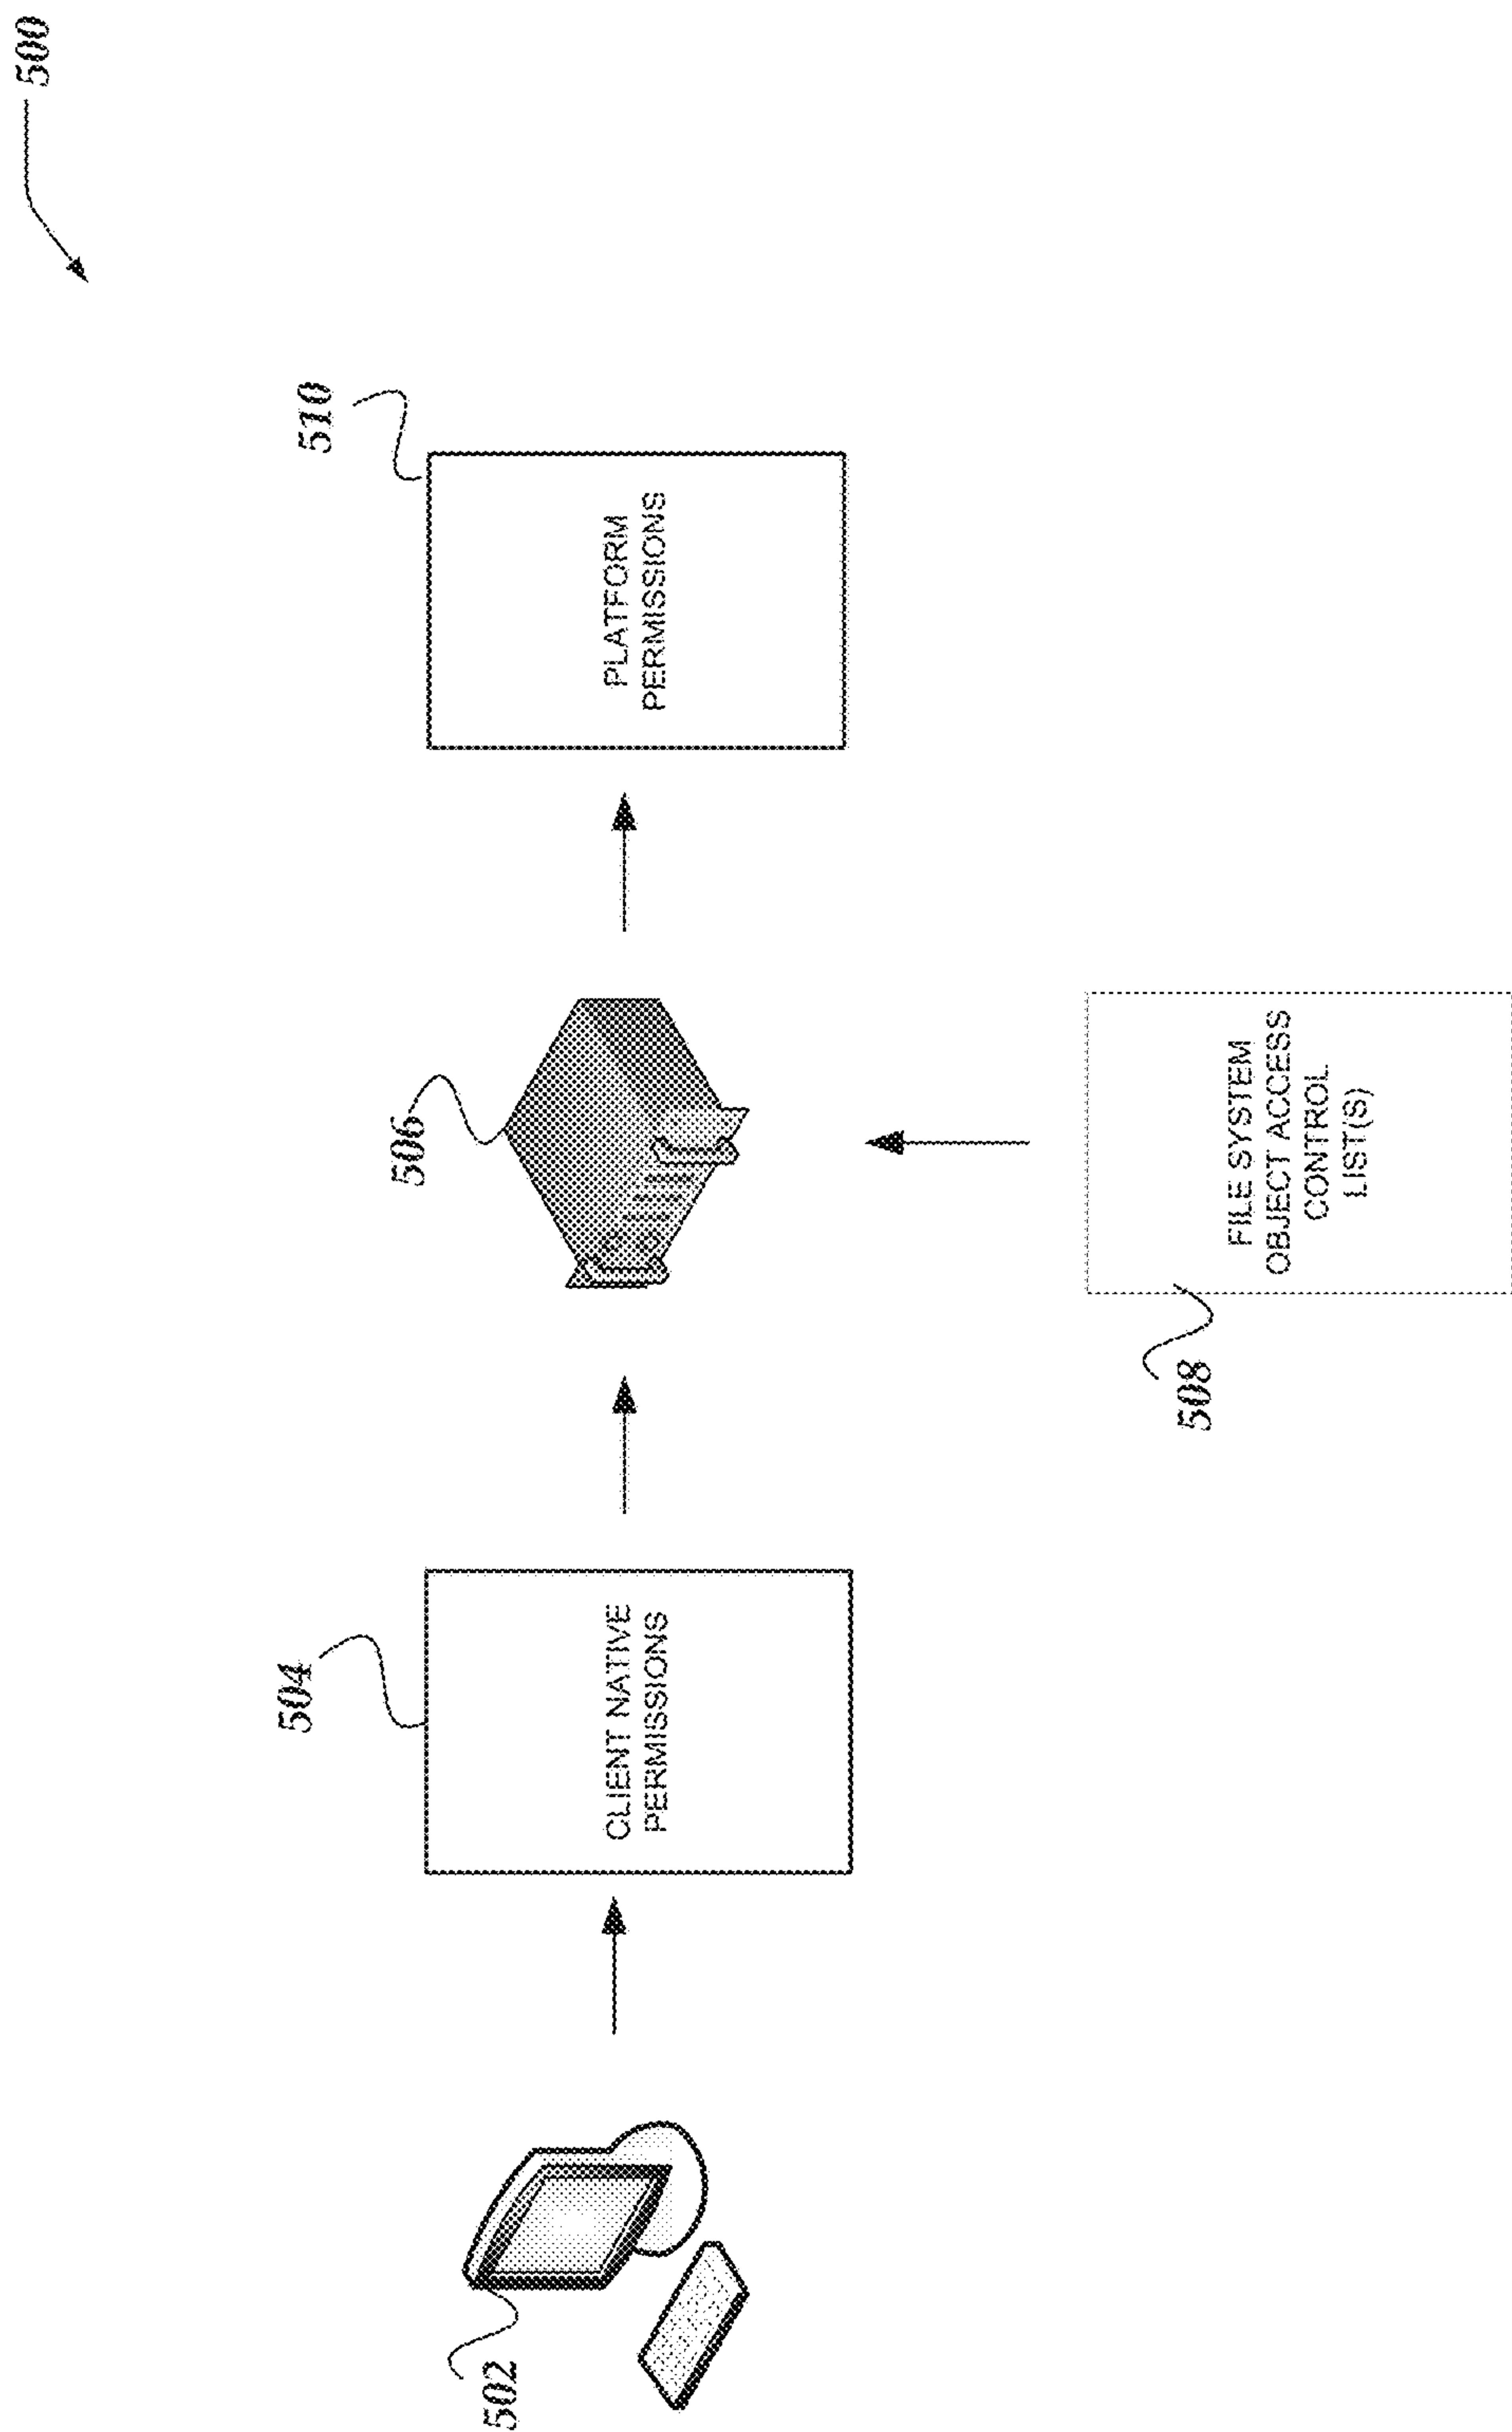 500
510
PLATFORM
PERMISSIONS
506
504
CLIENT NATIVE
PERMISSIONS
502
508
FILE SYSTEM
OBJECT ACCESS
CONTROL
LIST(S)